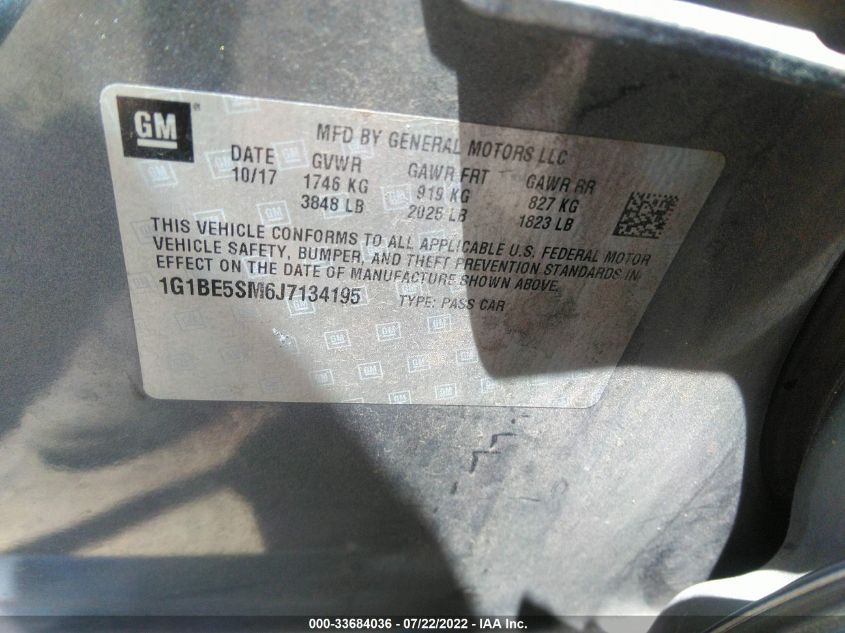 GM ®
MFD BY GENERAL MOTORS LLC
DATE GVWR GAWR FRT GAWR RR
10/17 1746 KG 919 KG 827 KG
3848 LB 2025 LB 1823 LB
THIS VEHICLE CONFORMS TO ALL APPLICABLE U.S. FEDERAL MOTOR
VEHICLE SAFETY, BUMPER, AND THEFT PREVENTION STANDARDS IN
EFFECT ON THE DATE OF MANUFACTURE SHOWN ABOVE.
1G1BE5SM6J7134195 TYPE: PASS CAR
000-33684036 - 07/22/2022 - IAA Inc.